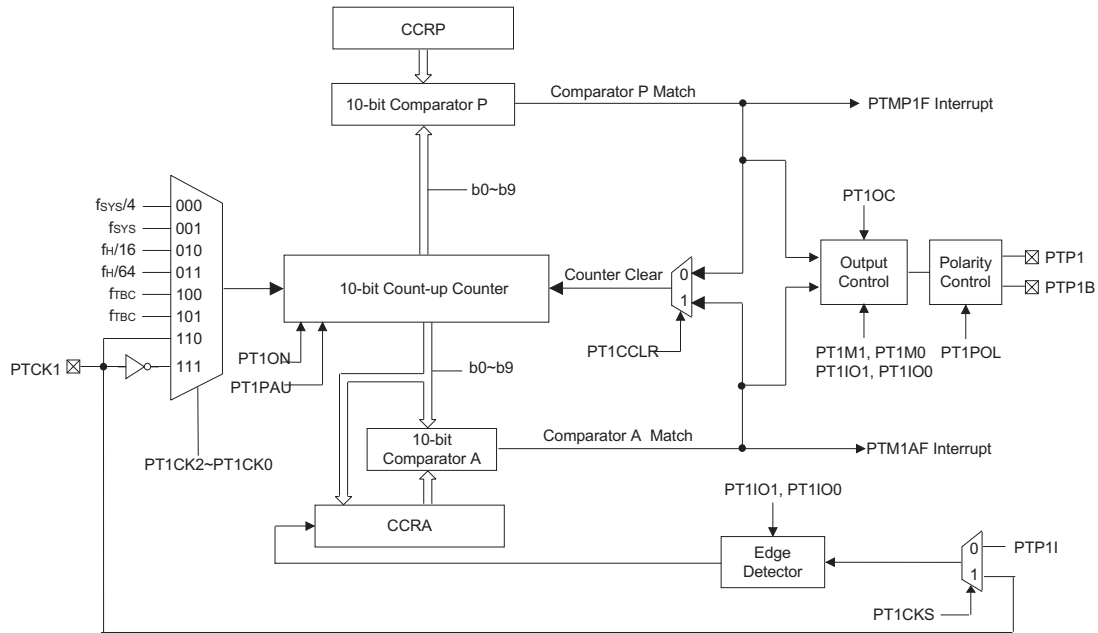 CCRP
10-bit Comparator P
Comparator P Match
PTMP1F Interrupt
b0~b9
fSYS/4
000
fSYS
001
fH/16
010
fH/64
011
fTBC
100
fTBC
101
110
111
PTCK1
PT1CK2~PT1CK0
10-bit Count-up Counter
PT1ON
PT1PAU
Counter Clear
0
1
PT1CCLR
PT1OC
Output
Control
Polarity
Control
PTP1
PTP1B
PT1M1, PT1M0
PT1IO1, PT1IO0
PT1POL
b0~b9
10-bit
Comparator A
Comparator A Match
PTM1AF Interrupt
CCRA
PT1IO1, PT1IO0
Edge
Detector
0
1
PTP1I
PT1CKS